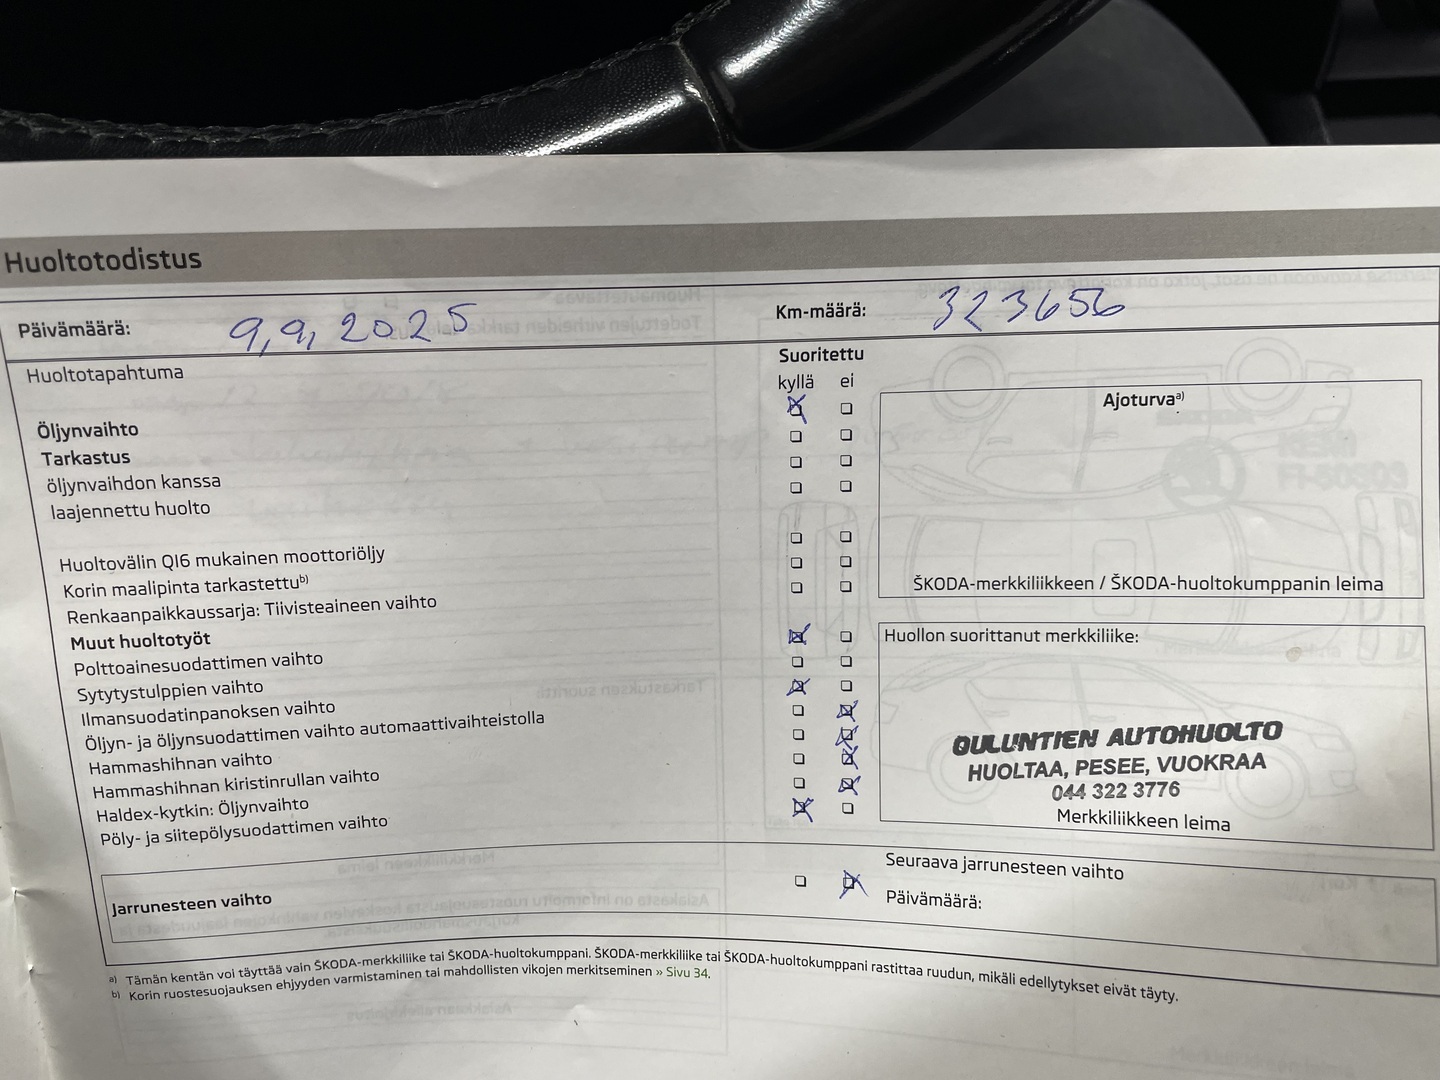 Huoltotodistus
Päivämäärä: 9,9, 2025 Km-määrä: 323656
Huoltotapahtuma Suoritettu
kyllä ei
Ajoturva a)
Öljynvaihto
Tarkastus
öljynvaihdon kanssa
laajennettu huolto
Huoltovälin QI6 mukainen moottoriöljy
Korin maalipinta tarkastettu b)
ŠKODA-merkkiliikkeen / ŠKODA-huoltokumppanin leima
Renkaanpaikkaussarja: Tiivisteaineen vaihto
Muut huoltotyöt
Huollon suorittanut merkkiliike:
Polttoainesuodattimen vaihto
Sytytystulppien vaihto
Ilmansuodatinpanoksen vaihto
Öljyn- ja öljynsuodattimen vaihto automaattivaihteistolla
Hammashihnan vaihto
Hammashihnan kiristinrullan vaihto
Haldex-kytkin: Öljynvaihto
Pöly- ja siitepölysuodattimen vaihto
OULUNTIEN AUTOHUOLTO
HUOLTAA, PESEE, VUOKRAA
044 322 3776
Merkkiliikkeen leima
Jarrunesteen vaihto
Seuraava jarrunesteen vaihto
Päivämäärä:
a) Tämän kentän voi täyttää vain ŠKODA-merkkiliike tai ŠKODA-huoltokumppani. ŠKODA-merkkiliike tai ŠKODA-huoltokumppani rastittaa ruudun, mikäli edellytykset eivät täyty.
b) Korin ruostesuojauksen ehjyyden varmistaminen tai mahdollisten vikojen merkitseminen » Sivu 34.